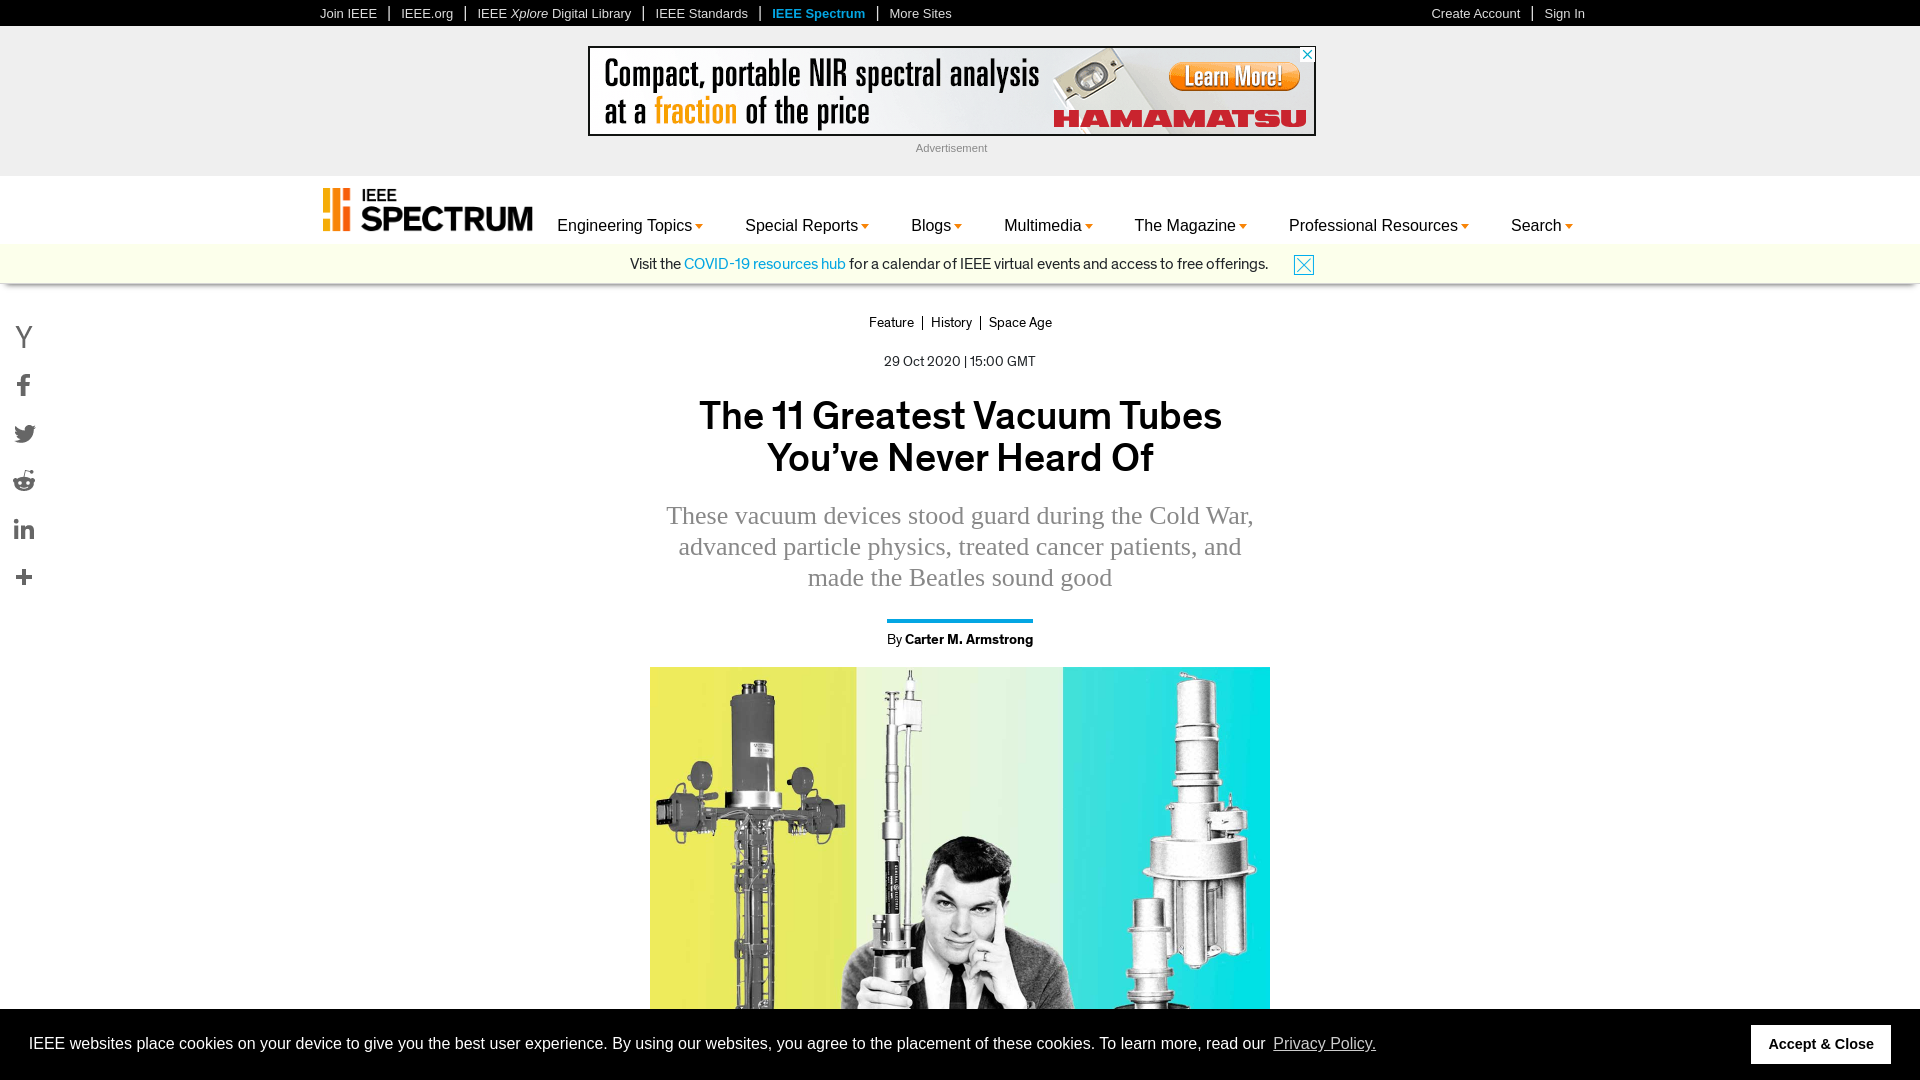 Join IEEE | IEEE.org | IEEE Xplore Digital Library | IEEE Standards | IEEE Spectrum | More Sites
Create Account | Sign In
Compact, portable NIR spectral analysis
at a fraction of the price
Learn More!
HAMAMATSU
Advertisement
IEEE
SPECTRUM
Engineering Topics
Special Reports
Blogs
Multimedia
The Magazine
Professional Resources
Search
Visit the COVID-19 resources hub for a calendar of IEEE virtual events and access to free offerings.
Feature | History | Space Age
29 Oct 2020 | 15:00 GMT
The 11 Greatest Vacuum Tubes
You’ve Never Heard Of
These vacuum devices stood guard during the Cold War,
advanced particle physics, treated cancer patients, and
made the Beatles sound good
By Carter M. Armstrong
IEEE websites place cookies on your device to give you the best user experience. By using our websites, you agree to the placement of these cookies. To learn more, read our Privacy Policy.
Accept & Close